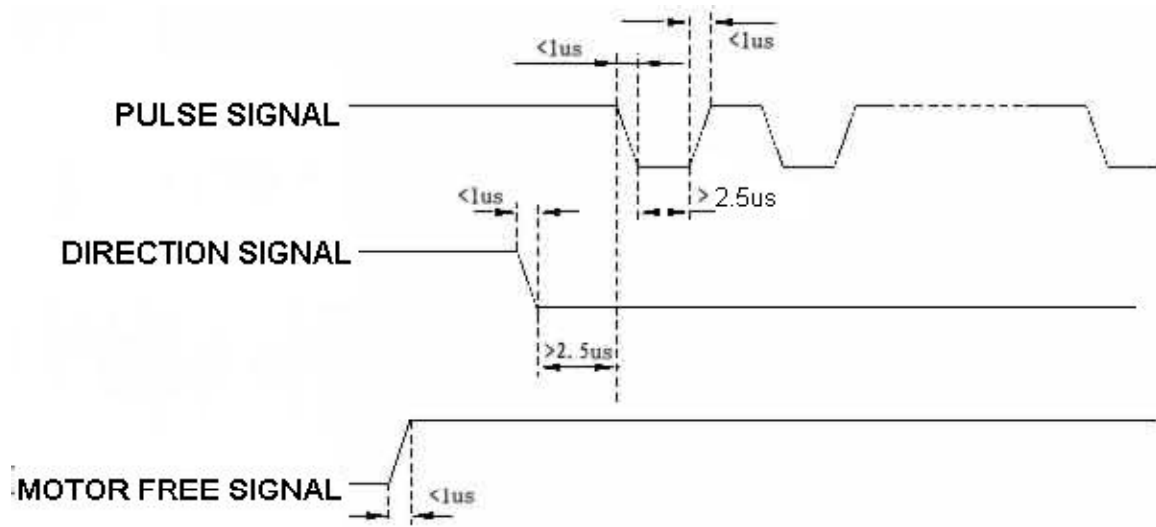 <1us
<1us
PULSE SIGNAL
<1us
> 2.5us
DIRECTION SIGNAL
>2. 5us
MOTOR FREE SIGNAL
<1us